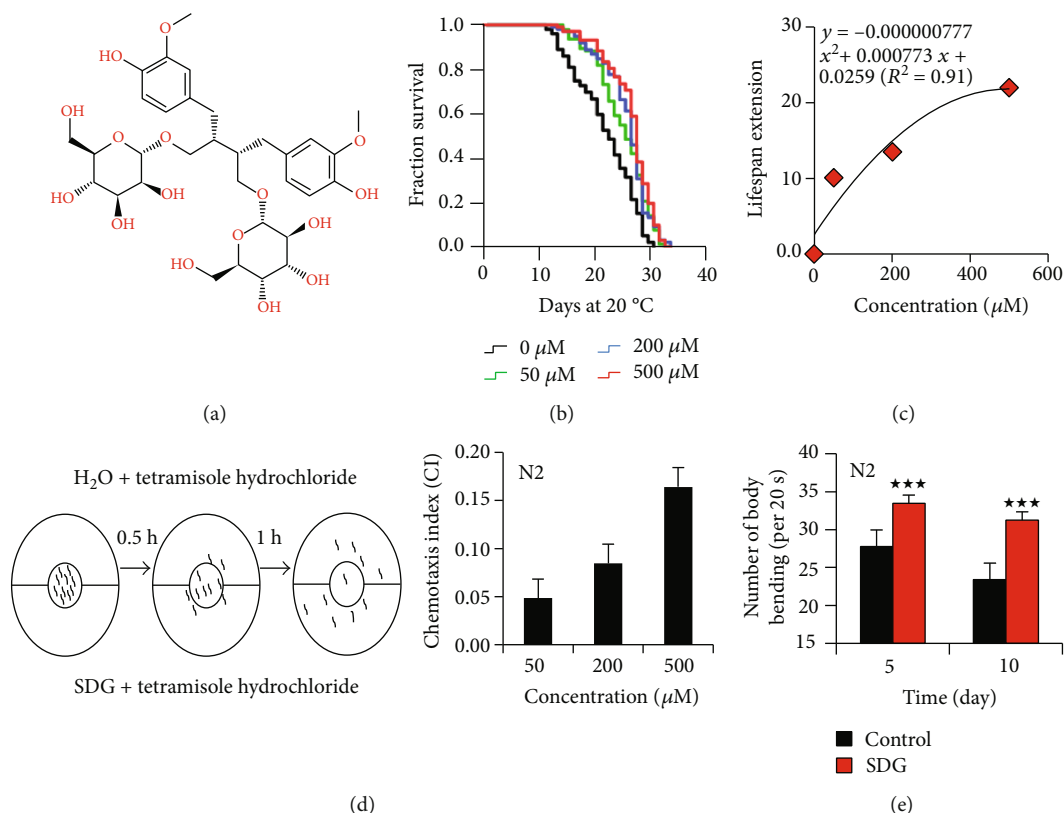 O
HO
O
OH
HO
O
O
O
HO
OH
OH
OH
O
O
OH
HO
OH
OH
(a)
1.0
0.8
0.6
0.4
0.2
0.0
Fraction survival
0
10
20
30
40
Days at 20 °C
0 μM
200 μM
50 μM
500 μM
(b)
y = −0.000000777
x²+ 0.000773 x +
0.0259 (R² = 0.91)
30
20
10
0.0
Lifespan extension
0
200
400
600
Concentration (μM)
(c)
H₂O + tetramisole hydrochloride
0.5 h
1 h
SDG + tetramisole hydrochloride
0.20
0.15
0.10
0.05
0.00
Chemotaxis index (CI)
N2
50
200
500
Concentration (μM)
(d)
40
35
30
25
20
15
Number of body
bending (per 20 s)
N2
★★★
★★★
5
10
Time (day)
Control
SDG
(e)